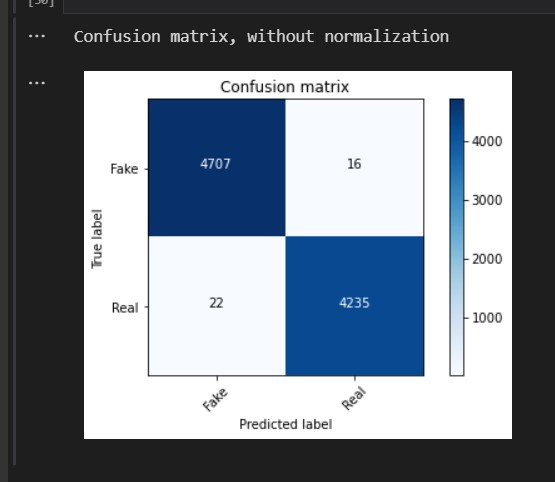 [50]
Confusion matrix, without normalization
Confusion matrix
Fake
4707
16
Real
22
4235
True label
Fake
Real
Predicted label
4000
3000
2000
1000